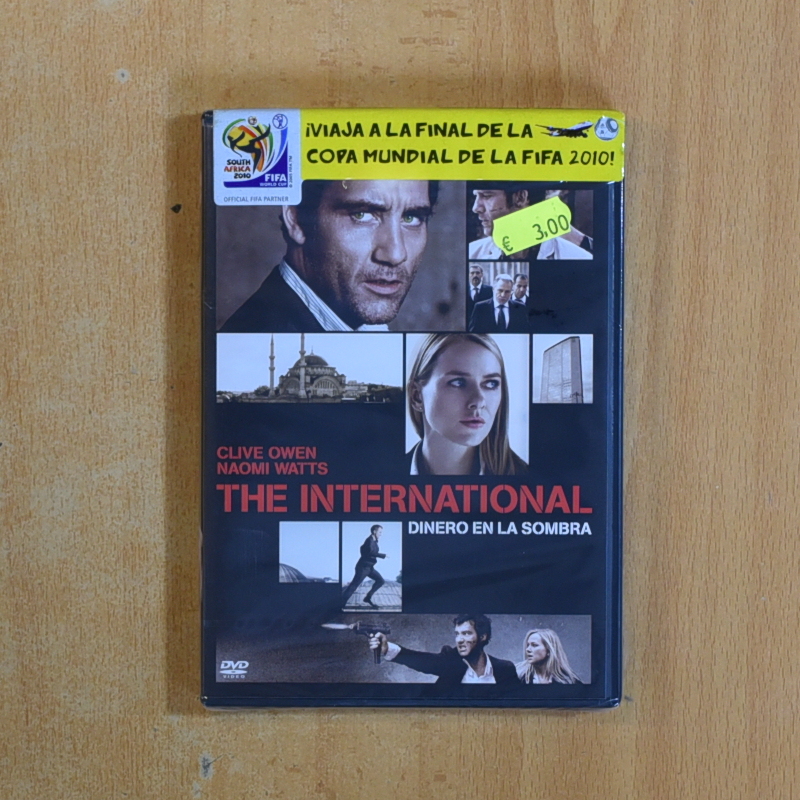 SOUTH
AFRICA
2010
FIFA
WORLD CUP
OFFICIAL FIFA PARTNER
¡VIAJA A LA FINAL DE LA
COPA MUNDIAL DE LA FIFA 2010!
€ 3,00
CLIVE OWEN
NAOMI WATTS
THE INTERNATIONAL
DINERO EN LA SOMBRA
DVD
VIDEO